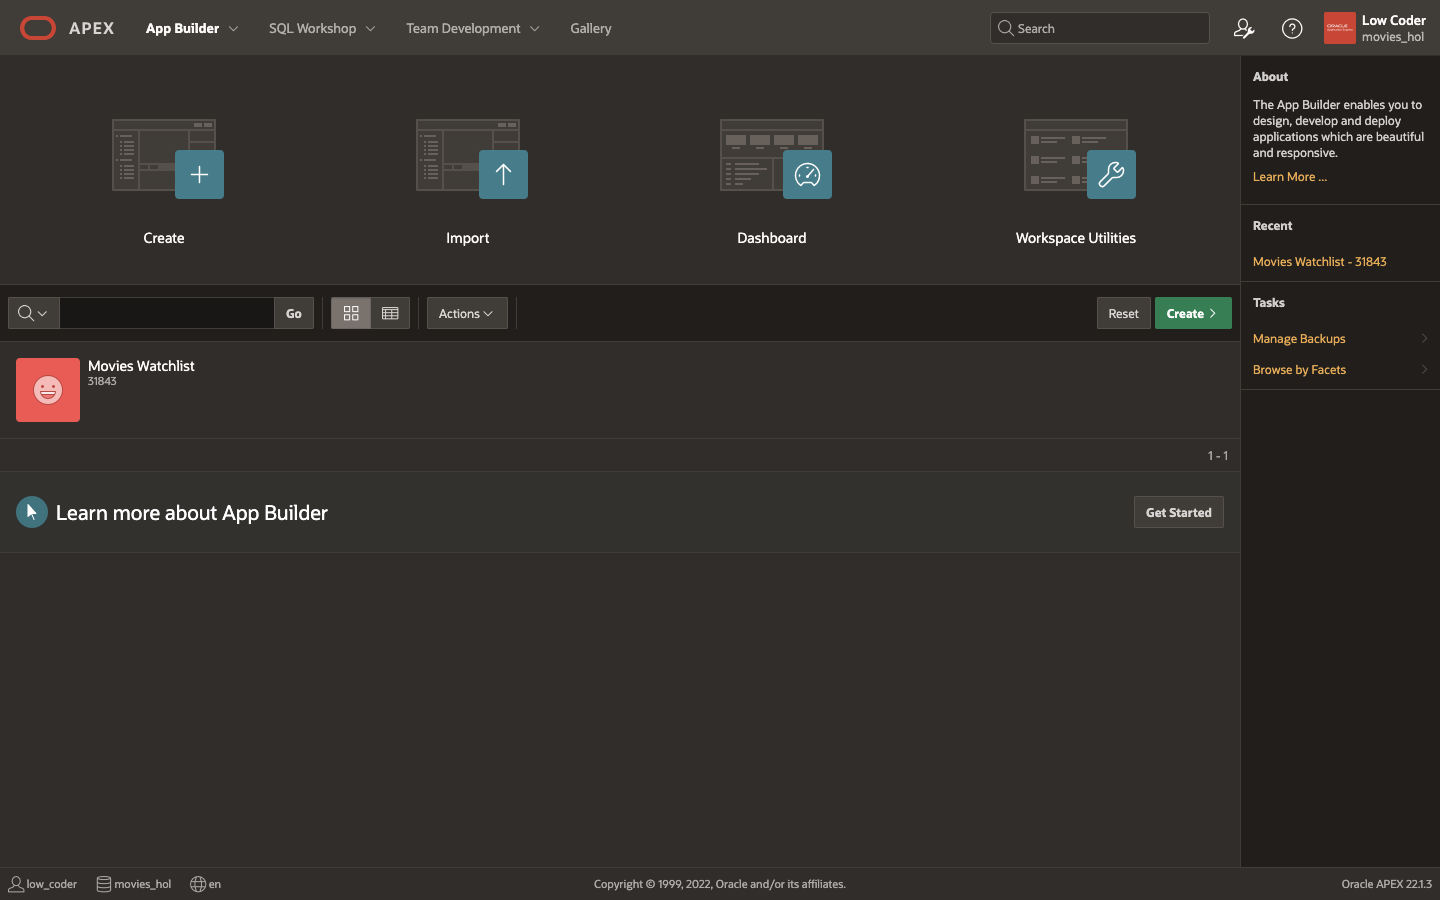 APEX
App Builder
SQL Workshop
Team Development
Gallery
Search
Low Coder
movies_hol
Create
Import
Dashboard
Workspace Utilities
Go
Actions
Reset
Create
Movies Watchlist
31843
1 - 1
Learn more about App Builder
Get Started
About
The App Builder enables you to
design, develop and deploy
applications which are beautiful
and responsive.
Learn More ...
Recent
Movies Watchlist - 31843
Tasks
Manage Backups
Browse by Facets
low_coder
movies_hol
en
Copyright © 1999, 2022, Oracle and/or its affiliates.
Oracle APEX 22.1.3